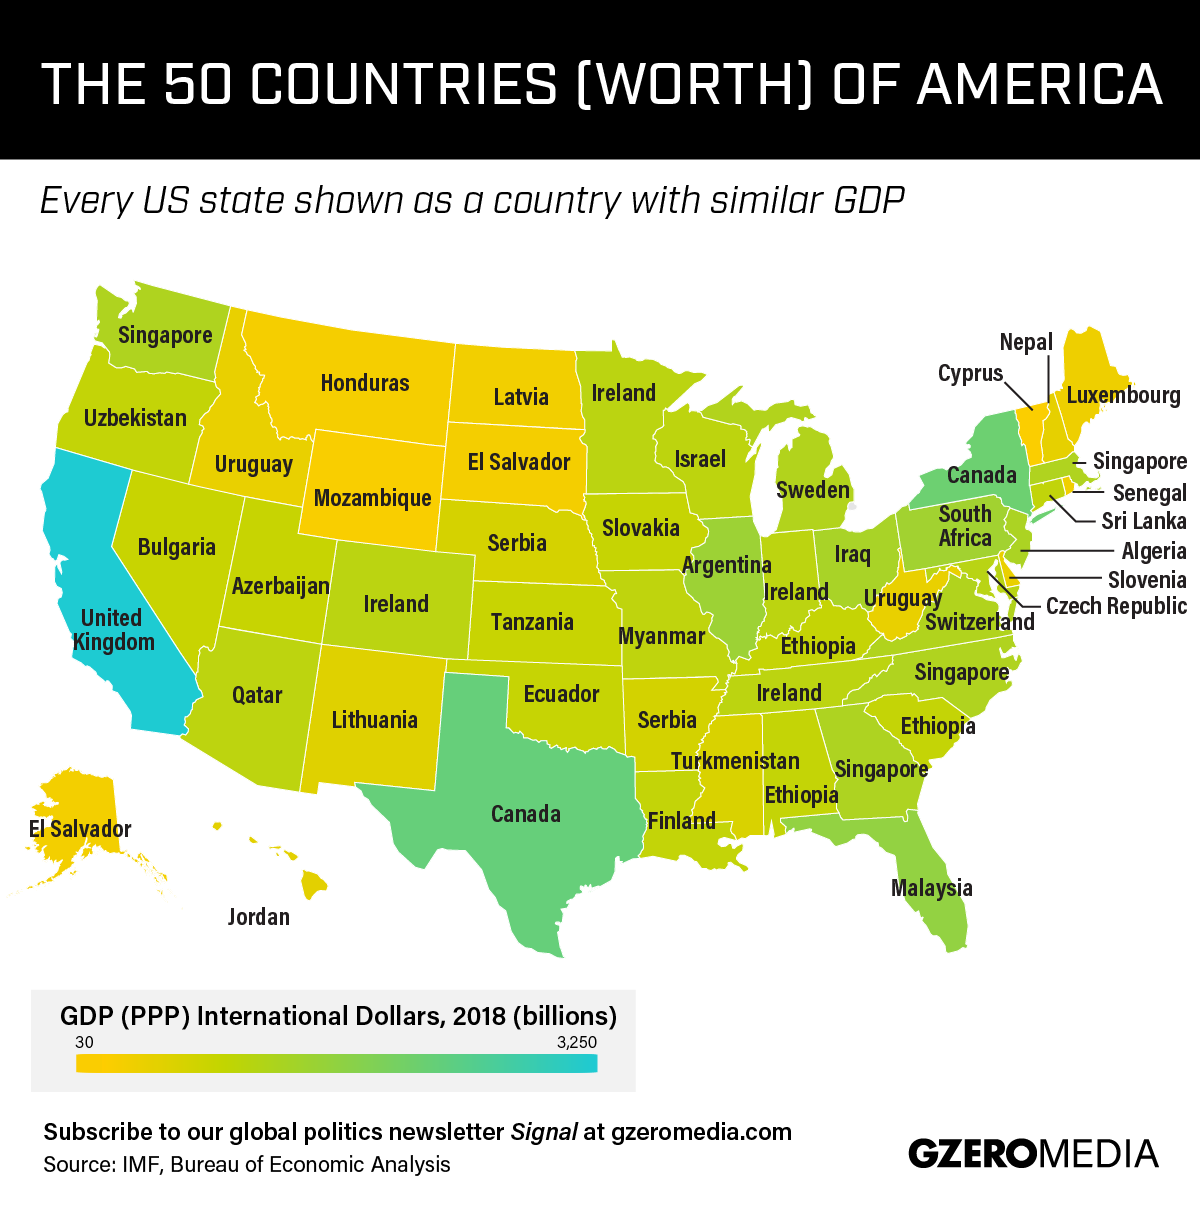 THE 50 COUNTRIES (WORTH) OF AMERICA
Every US state shown as a country with similar GDP
Singapore
Nepal
Cyprus
Honduras
Latvia
Ireland
Luxembourg
Uzbekistan
Uruguay
El Salvador
Israel
Singapore
Canada
Mozambique
Sweden
Senegal
South
Africa
Sri Lanka
Slovakia
Bulgaria
Serbia
Algeria
Iraq
Argentina
Slovenia
Azerbaijan
Ireland
Ireland
Uruguay
Czech Republic
United
Kingdom
Tanzania
Switzerland
Myanmar
Ethiopia
Singapore
Qatar
Ecuador
Ireland
Lithuania
Serbia
Ethiopia
Turkmenistan
Singapore
Ethiopia
Canada
Finland
El Salvador
Malaysia
Jordan
GDP (PPP) International Dollars, 2018 (billions)
30
3,250
Subscribe to our global politics newsletter Signal at gzeromedia.com
Source: IMF, Bureau of Economic Analysis
GZEROMEDIA